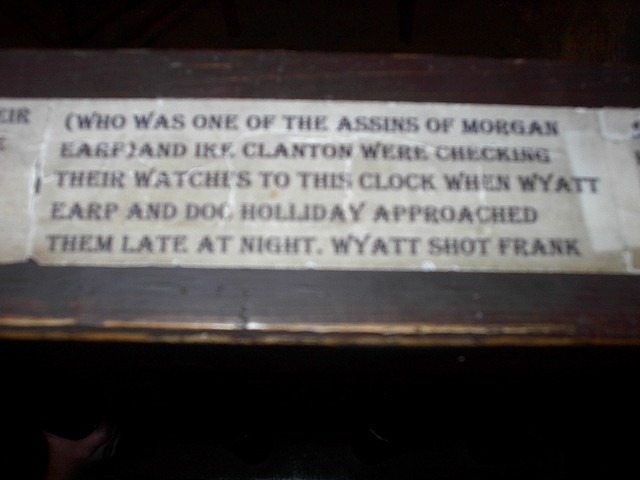 EIR
(WHO WAS ONE OF THE ASSINS OF MORGAN
EARP)AND IKE CLANTON WERE CHECKING
THEIR WATCHES TO THIS CLOCK WHEN WYATT
EARP AND DOC HOLLIDAY APPROACHED
THEM LATE AT NIGHT. WYATT SHOT FRANK